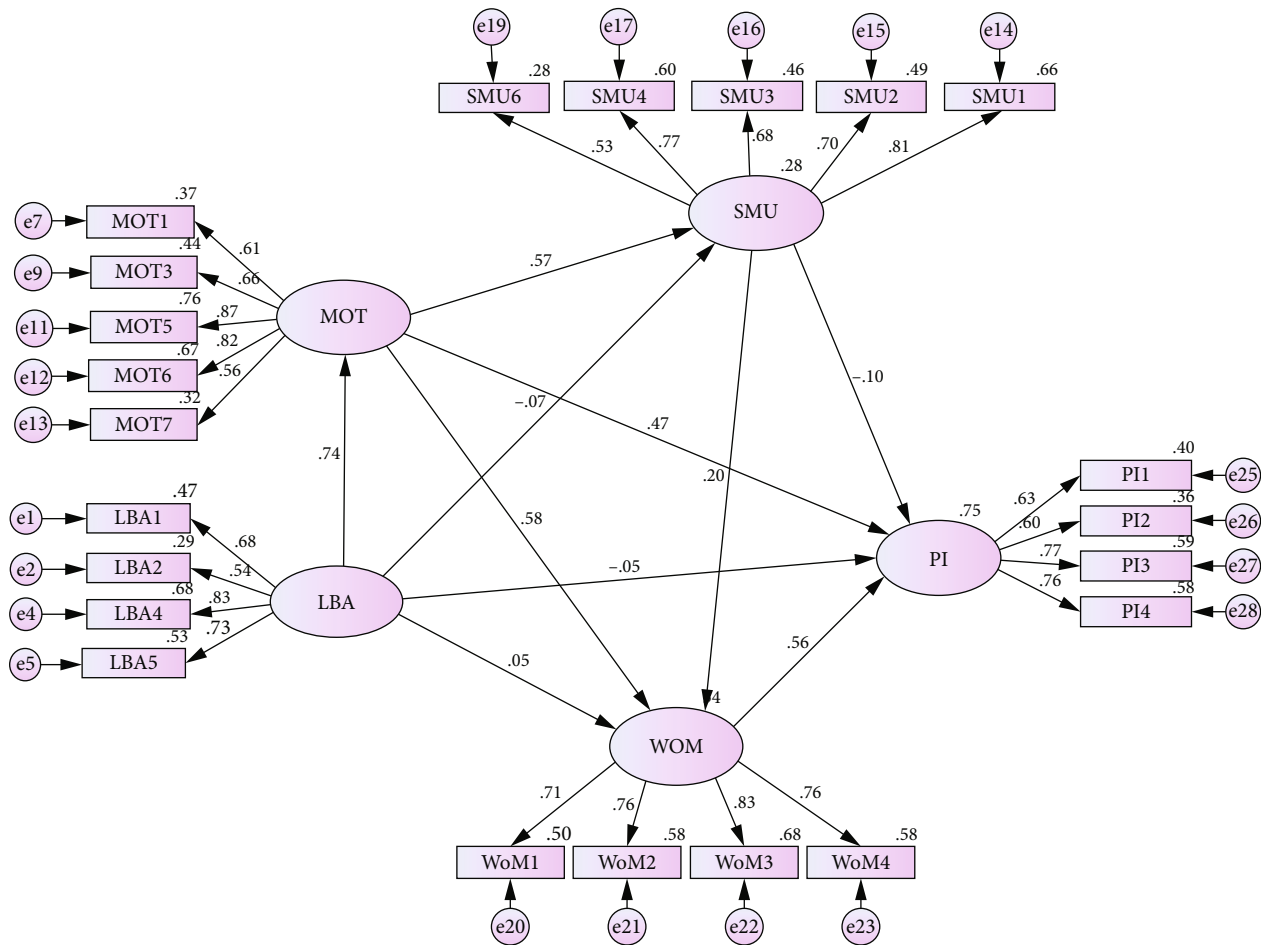 e19 e17 e16 e15 e14
.28 .60 .46 .49 .66
SMU6 SMU4 SMU3 SMU2 SMU1
.53 .77 .68 .70 .81
.28
SMU
.37
e7 MOT1
.61
.44
e9 MOT3
.66
.76
e11 MOT5
.87
.67
e12 MOT6
.82
.32
e13 MOT7
.56
MOT
.57
–.07
.47
–.10
.74
.20
.58
.47
e1 LBA1
.68
.29
e2 LBA2
.54
.68
e4 LBA4
.83
.53
e5 LBA5
.73
LBA
–.05
.05
.56
.75
PI
.63
.40
PI1 e25
.60
.36
PI2 e26
.77
.59
PI3 e27
.76
.58
PI4 e28
WOM
.71 .76 .83 .76
.50 .58 .68 .58
WoM1 WoM2 WoM3 WoM4
e20 e21 e22 e23